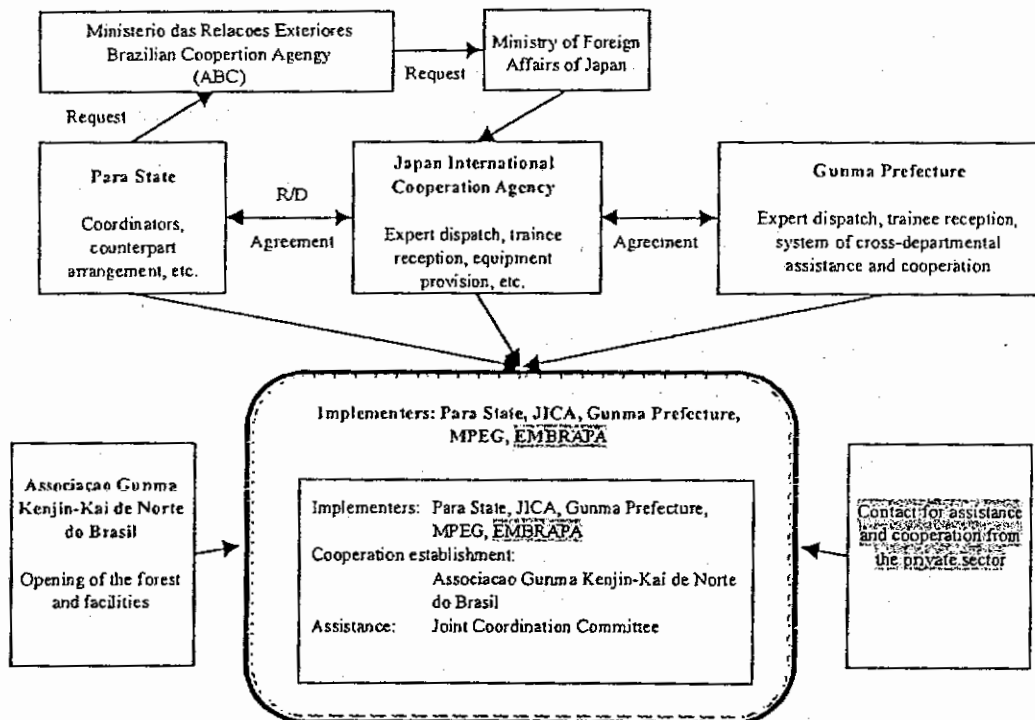 Ministerio das Relacoes Exteriores
Brazilian Coopertion Agengy
(ABC)
Request
Ministry of Foreign
Affairs of Japan
Request
Para State
Coordinators,
counterpart
arrangement, etc.
R/D
Agreement
Japan International
Cooperation Agency
Expert dispatch, trainee
reception, equipment
provision, etc.
Agreement
Gunma Prefecture
Expert dispatch, trainee reception,
system of cross-departmental
assistance and cooperation
Implementers: Para State, JICA, Gunma Prefecture,
MPEG, EMBRAPA
Associaçao Gunma
Kenjin-Kai de Norte
do Brasil
Opening of the forest
and facilities
Implementers: Para State, JICA, Gunma Prefecture,
MPEG, EMBRAPA
Cooperation establishment:
Associacao Gunma Kenjin-Kai de Norte
do Brasil
Assistance: Joint Coordination Committee
Contact for assistance
and cooperation from
the private sector